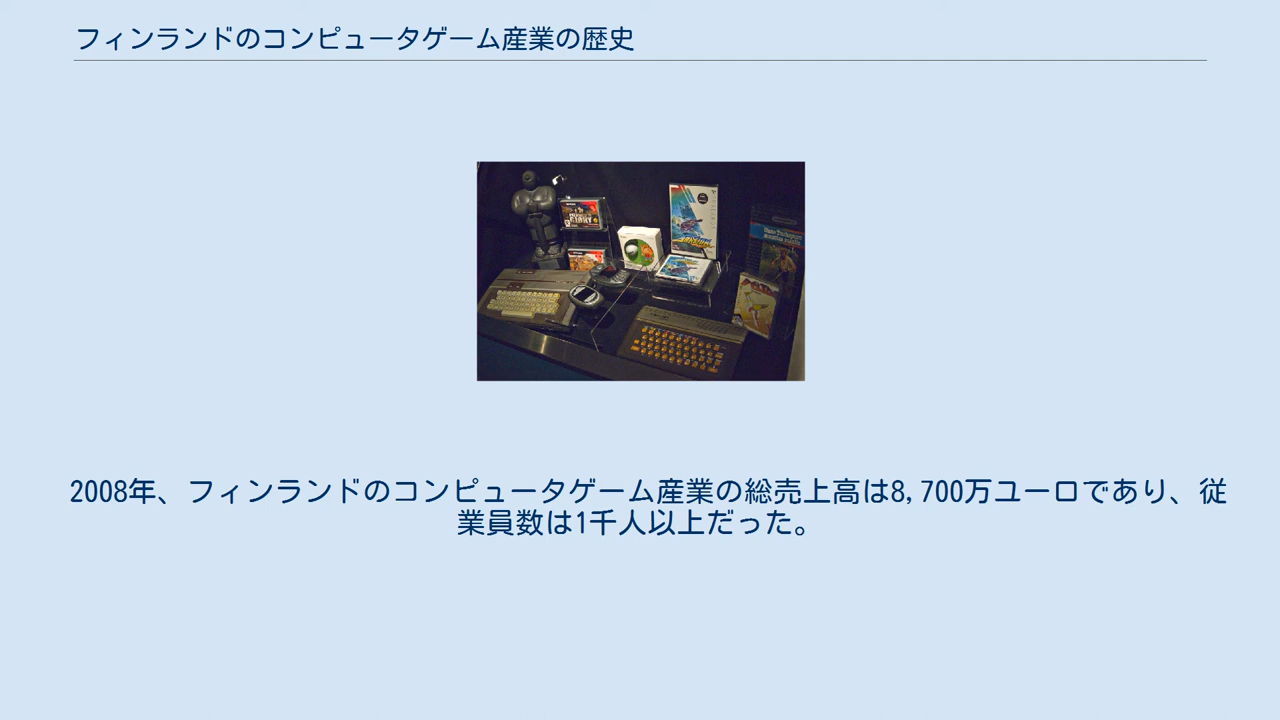 フィンランドのコンピュータゲーム産業の歴史
2008年、フィンランドのコンピュータゲーム産業の総売上高は8,700万ユーロであり、従
業員数は1千人以上だった。